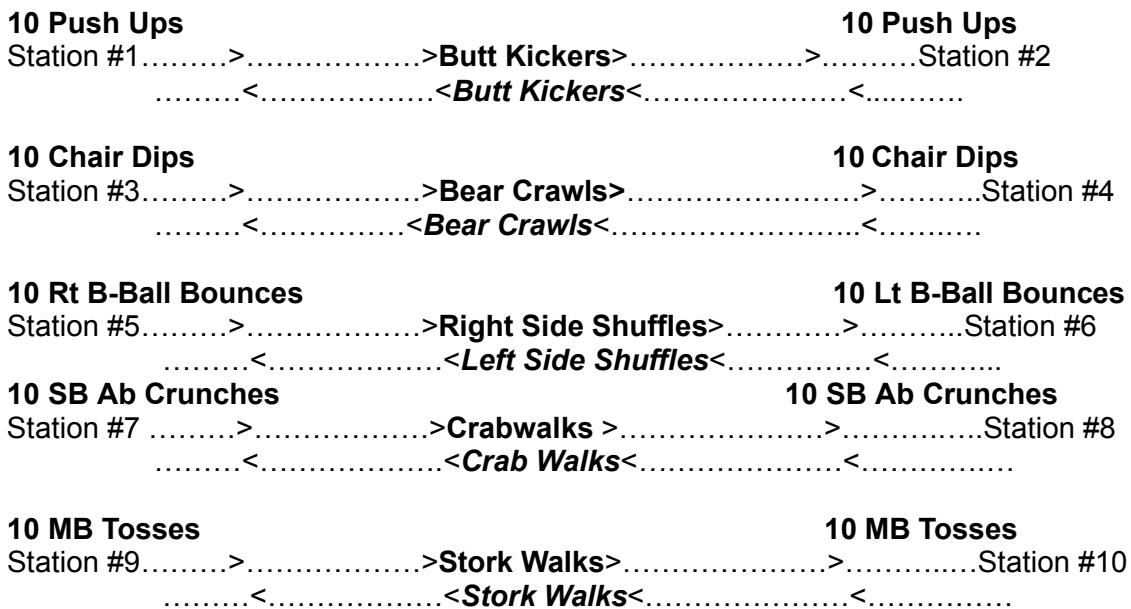 10 Push Ups 10 Push Ups
Station #1………>………………>Butt Kickers>………………>………Station #2
………<………………<Butt Kickers<…………………<...…….
10 Chair Dips 10 Chair Dips
Station #3………>………………>Bear Crawls>……………………>………..Station #4
………<……………<Bear Crawls<……………………..<…….….
10 Rt B-Ball Bounces 10 Lt B-Ball Bounces
Station #5………>………………>Right Side Shuffles>…………>………..Station #6
………<………………<Left Side Shuffles<……………<………..
10 SB Ab Crunches 10 SB Ab Crunches
Station #7 ………>………………>Crabwalks >…………………>……….…..Station #8
………<……………….<Crab Walks<…………………<………….…
10 MB Tosses 10 MB Tosses
Station #9………>………………>Stork Walks>…………………>………..…Station #10
………<………………<Stork Walks<…………………<……………